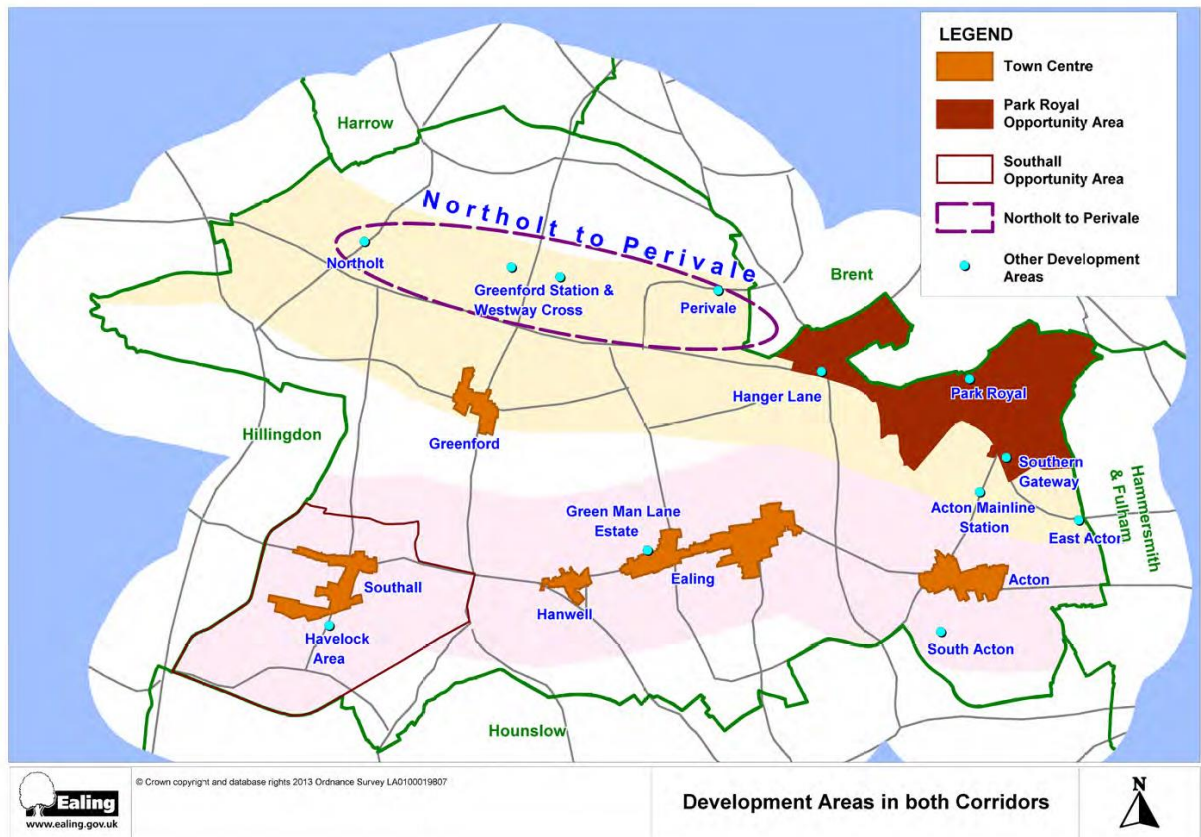 LEGEND
Town Centre
Park Royal
Opportunity Area
Southall
Opportunity Area
Northolt to Perivale
Other Development
Areas
Harrow
Northolt to Perivale
Northolt
Greenford Station &
Westway Cross
Perivale
Brent
Hanger Lane
Park Royal
Greenford
Hillingdon
Southern
Gateway
Hammersmith
& Fulham
Acton Mainline
Station
East Acton
Green Man Lane
Estate
Ealing
Southall
Hanwell
Acton
Havelock
Area
South Acton
Hounslow
Ealing
www.ealing.gov.uk
© Crown copyright and database rights 2013 Ordnance Survey LA0100019807
Development Areas in both Corridors
N